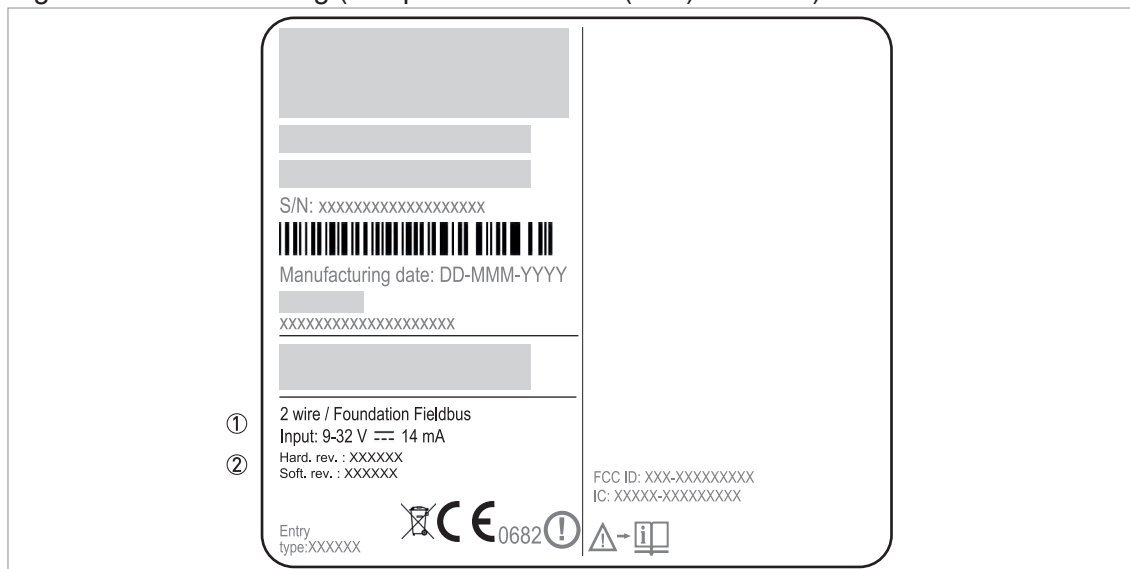 S/N: xxxxxxxxxxxxxxxxxxx
Manufacturing date: DD-MMM-YYYY
xxxxxxxxxxxxxxxxxxxx
① 2 wire / Foundation Fieldbus
Input: 9-32 V ⎓ 14 mA
② Hard. rev. : XXXXXX
Soft. rev. : XXXXXX
Entry
type:XXXXXX
CE 0682
FCC ID: XXX-XXXXXXXXX
IC: XXXXX-XXXXXXXXX